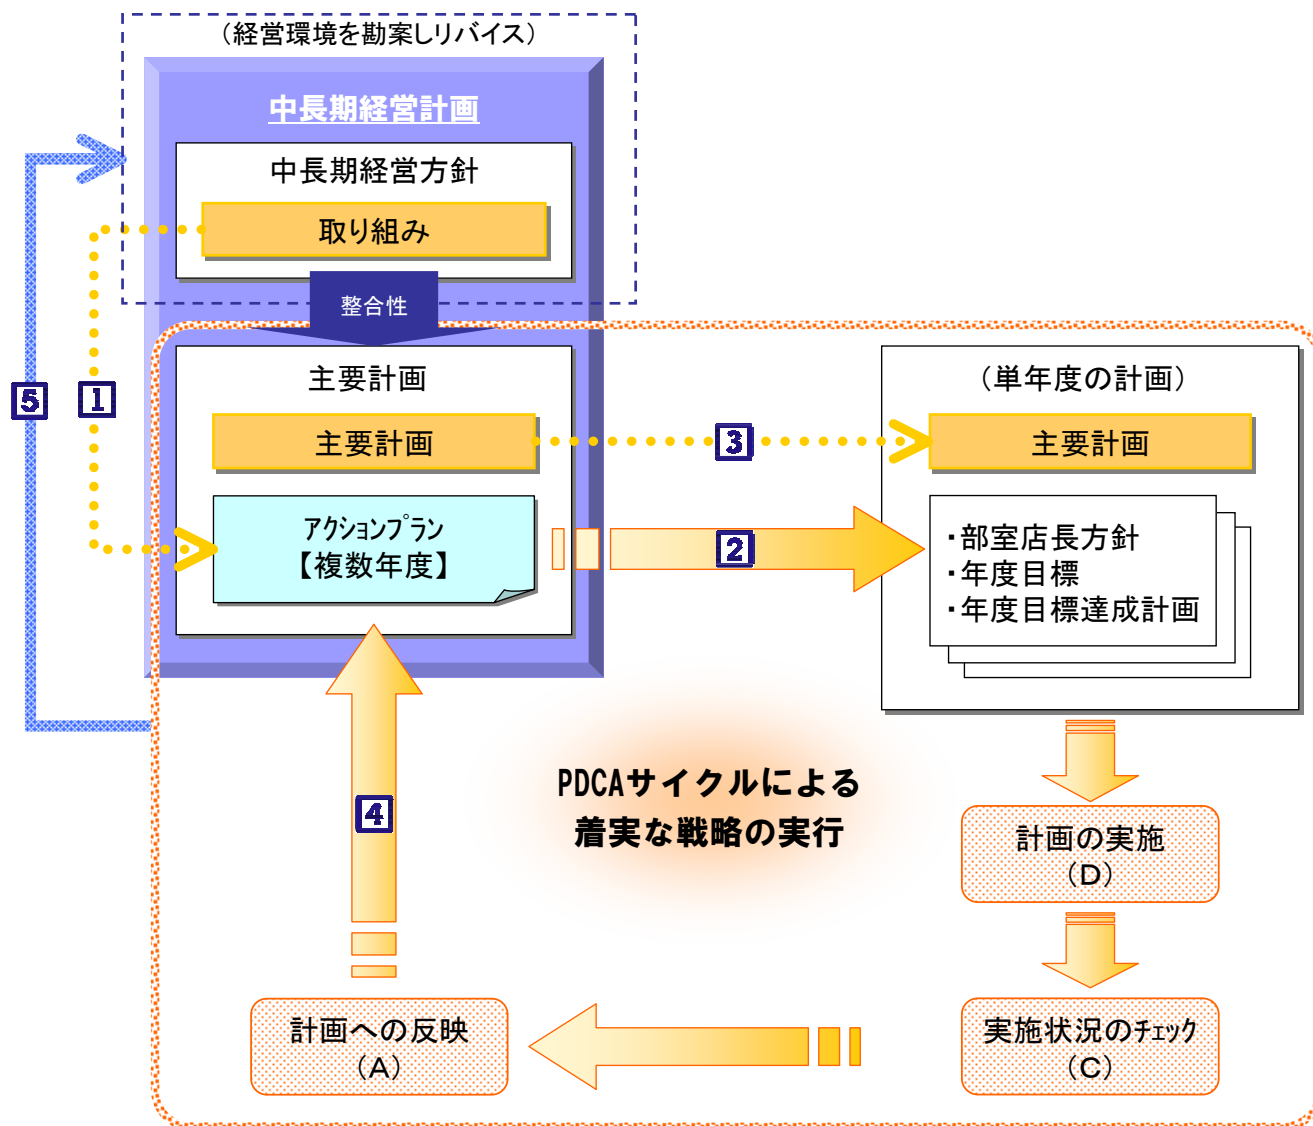 （経営環境を勘案しリバイス）
中長期経営計画
中長期経営方針
取り組み
整合性
主要計画
（単年度の計画）
5
1
主要計画
3
主要計画
アクションプラン
【複数年度】
2
・部室店長方針
・年度目標
・年度目標達成計画
PDCAサイクルによる
着実な戦略の実行
4
計画の実施
（D）
計画への反映
（A）
実施状況のチェック
（C）